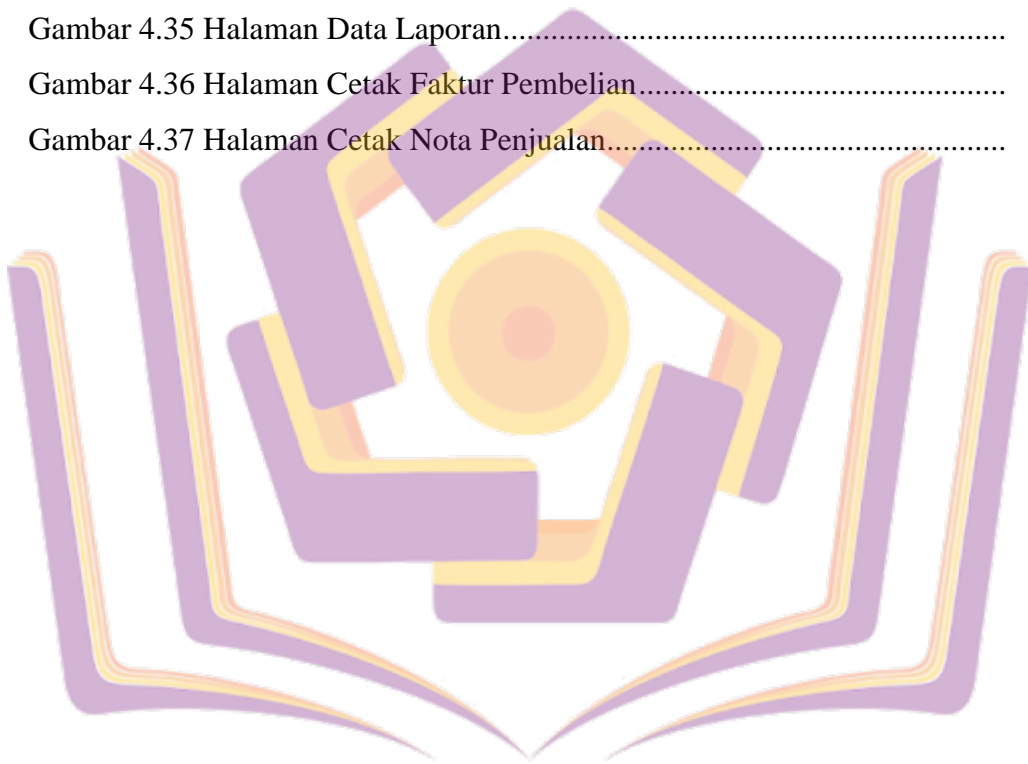 Gambar 4.35 Halaman Data Laporan...............................................................
Gambar 4.36 Halaman Cetak Faktur Pembelian..............................................
Gambar 4.37 Halaman Cetak Nota Penjualan..................................................